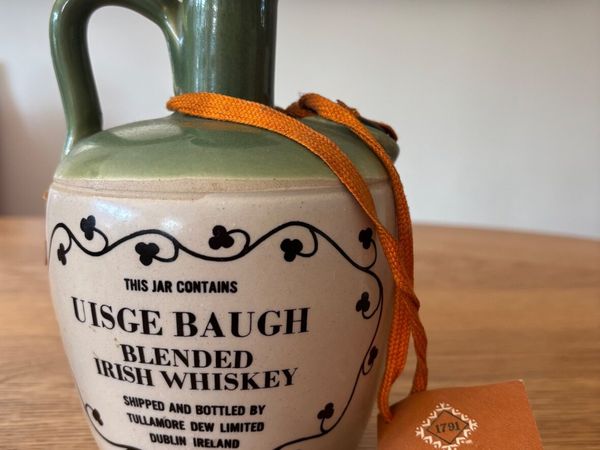 THIS JAR CONTAINS
UISGE BAUGH
BLENDED
IRISH WHISKEY
SHIPPED AND BOTTLED BY
TULLAMORE DEW LIMITED
DUBLIN IRELAND
1791